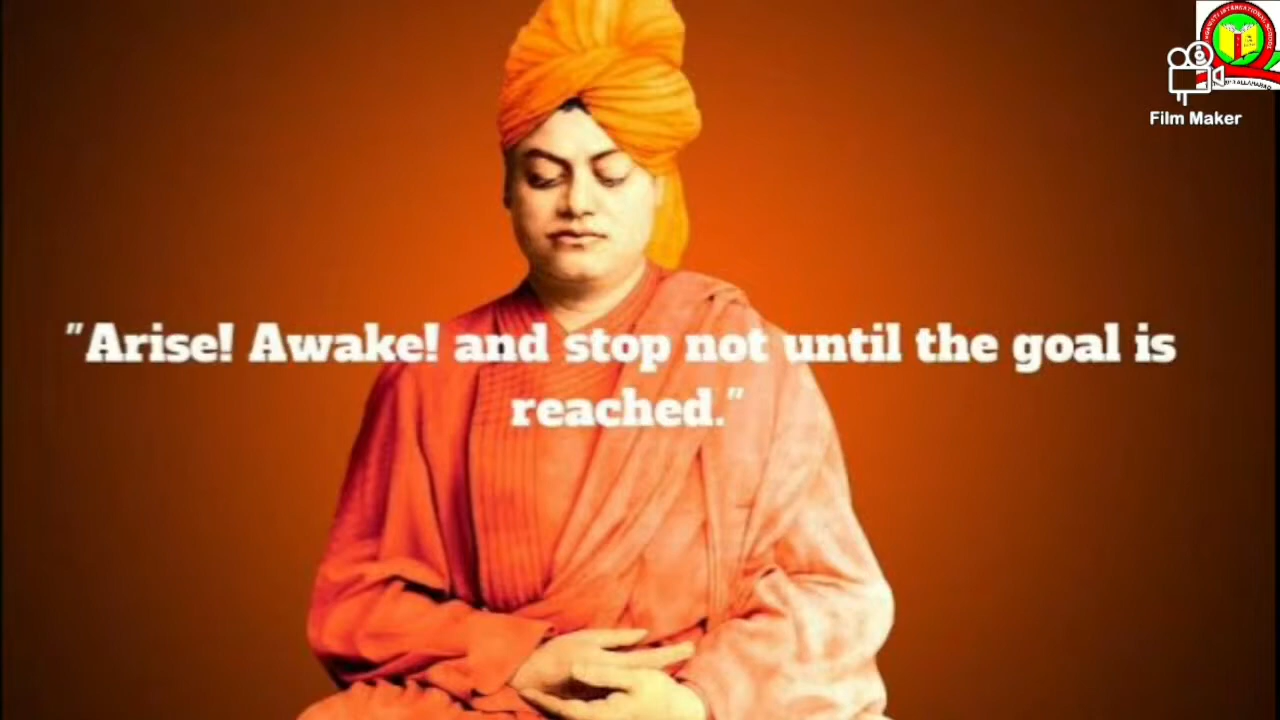 "Arise! Awake! and stop not until the goal is
reached."
Film Maker